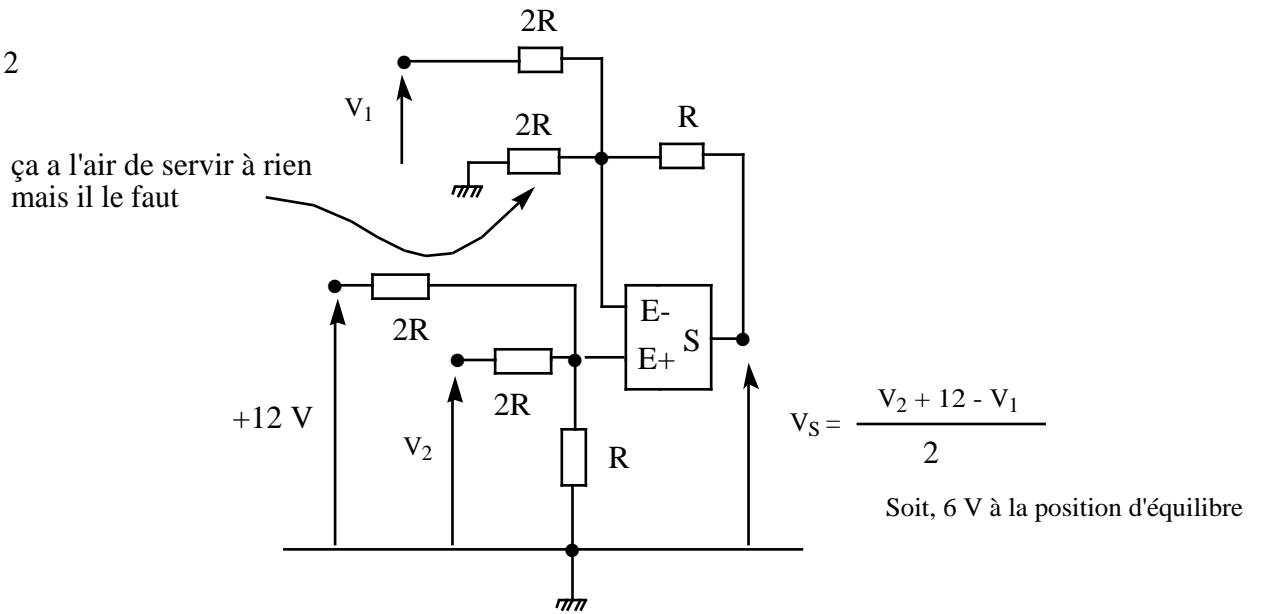 2R
2
V1
2R
R
ça a l'air de servir à rien
mais il le faut
E-
S
E+
2R
2R
+12 V
V2
R
VS = V2 + 12 - V1
2
Soit, 6 V à la position d'équilibre